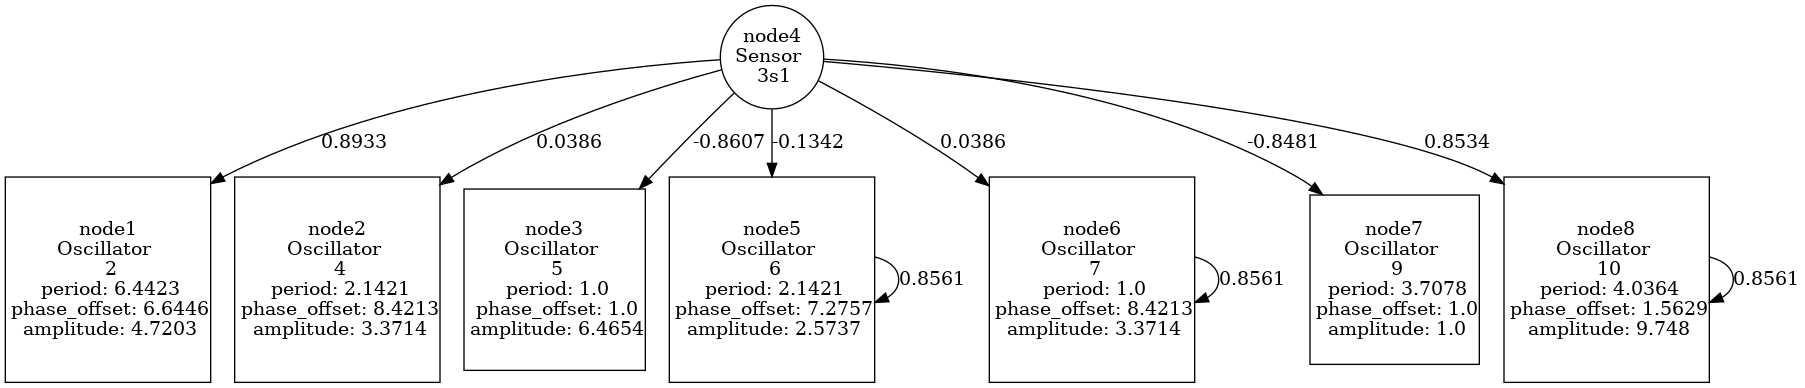 node4
Sensor
3s1
0.8933
0.0386
-0.8607
-0.1342
0.0386
-0.8481
0.8534
node1
Oscillator
2
period: 6.4423
phase_offset: 6.6446
amplitude: 4.7203
node2
Oscillator
4
period: 2.1421
phase_offset: 8.4213
amplitude: 3.3714
node3
Oscillator
5
period: 1.0
phase_offset: 1.0
amplitude: 6.4654
node5
Oscillator
6
period: 2.1421
phase_offset: 7.2757
amplitude: 2.5737
0.8561
node6
Oscillator
7
period: 1.0
phase_offset: 8.4213
amplitude: 3.3714
0.8561
node7
Oscillator
9
period: 3.7078
phase_offset: 1.0
amplitude: 1.0
node8
Oscillator
10
period: 4.0364
phase_offset: 1.5629
amplitude: 9.748
0.8561